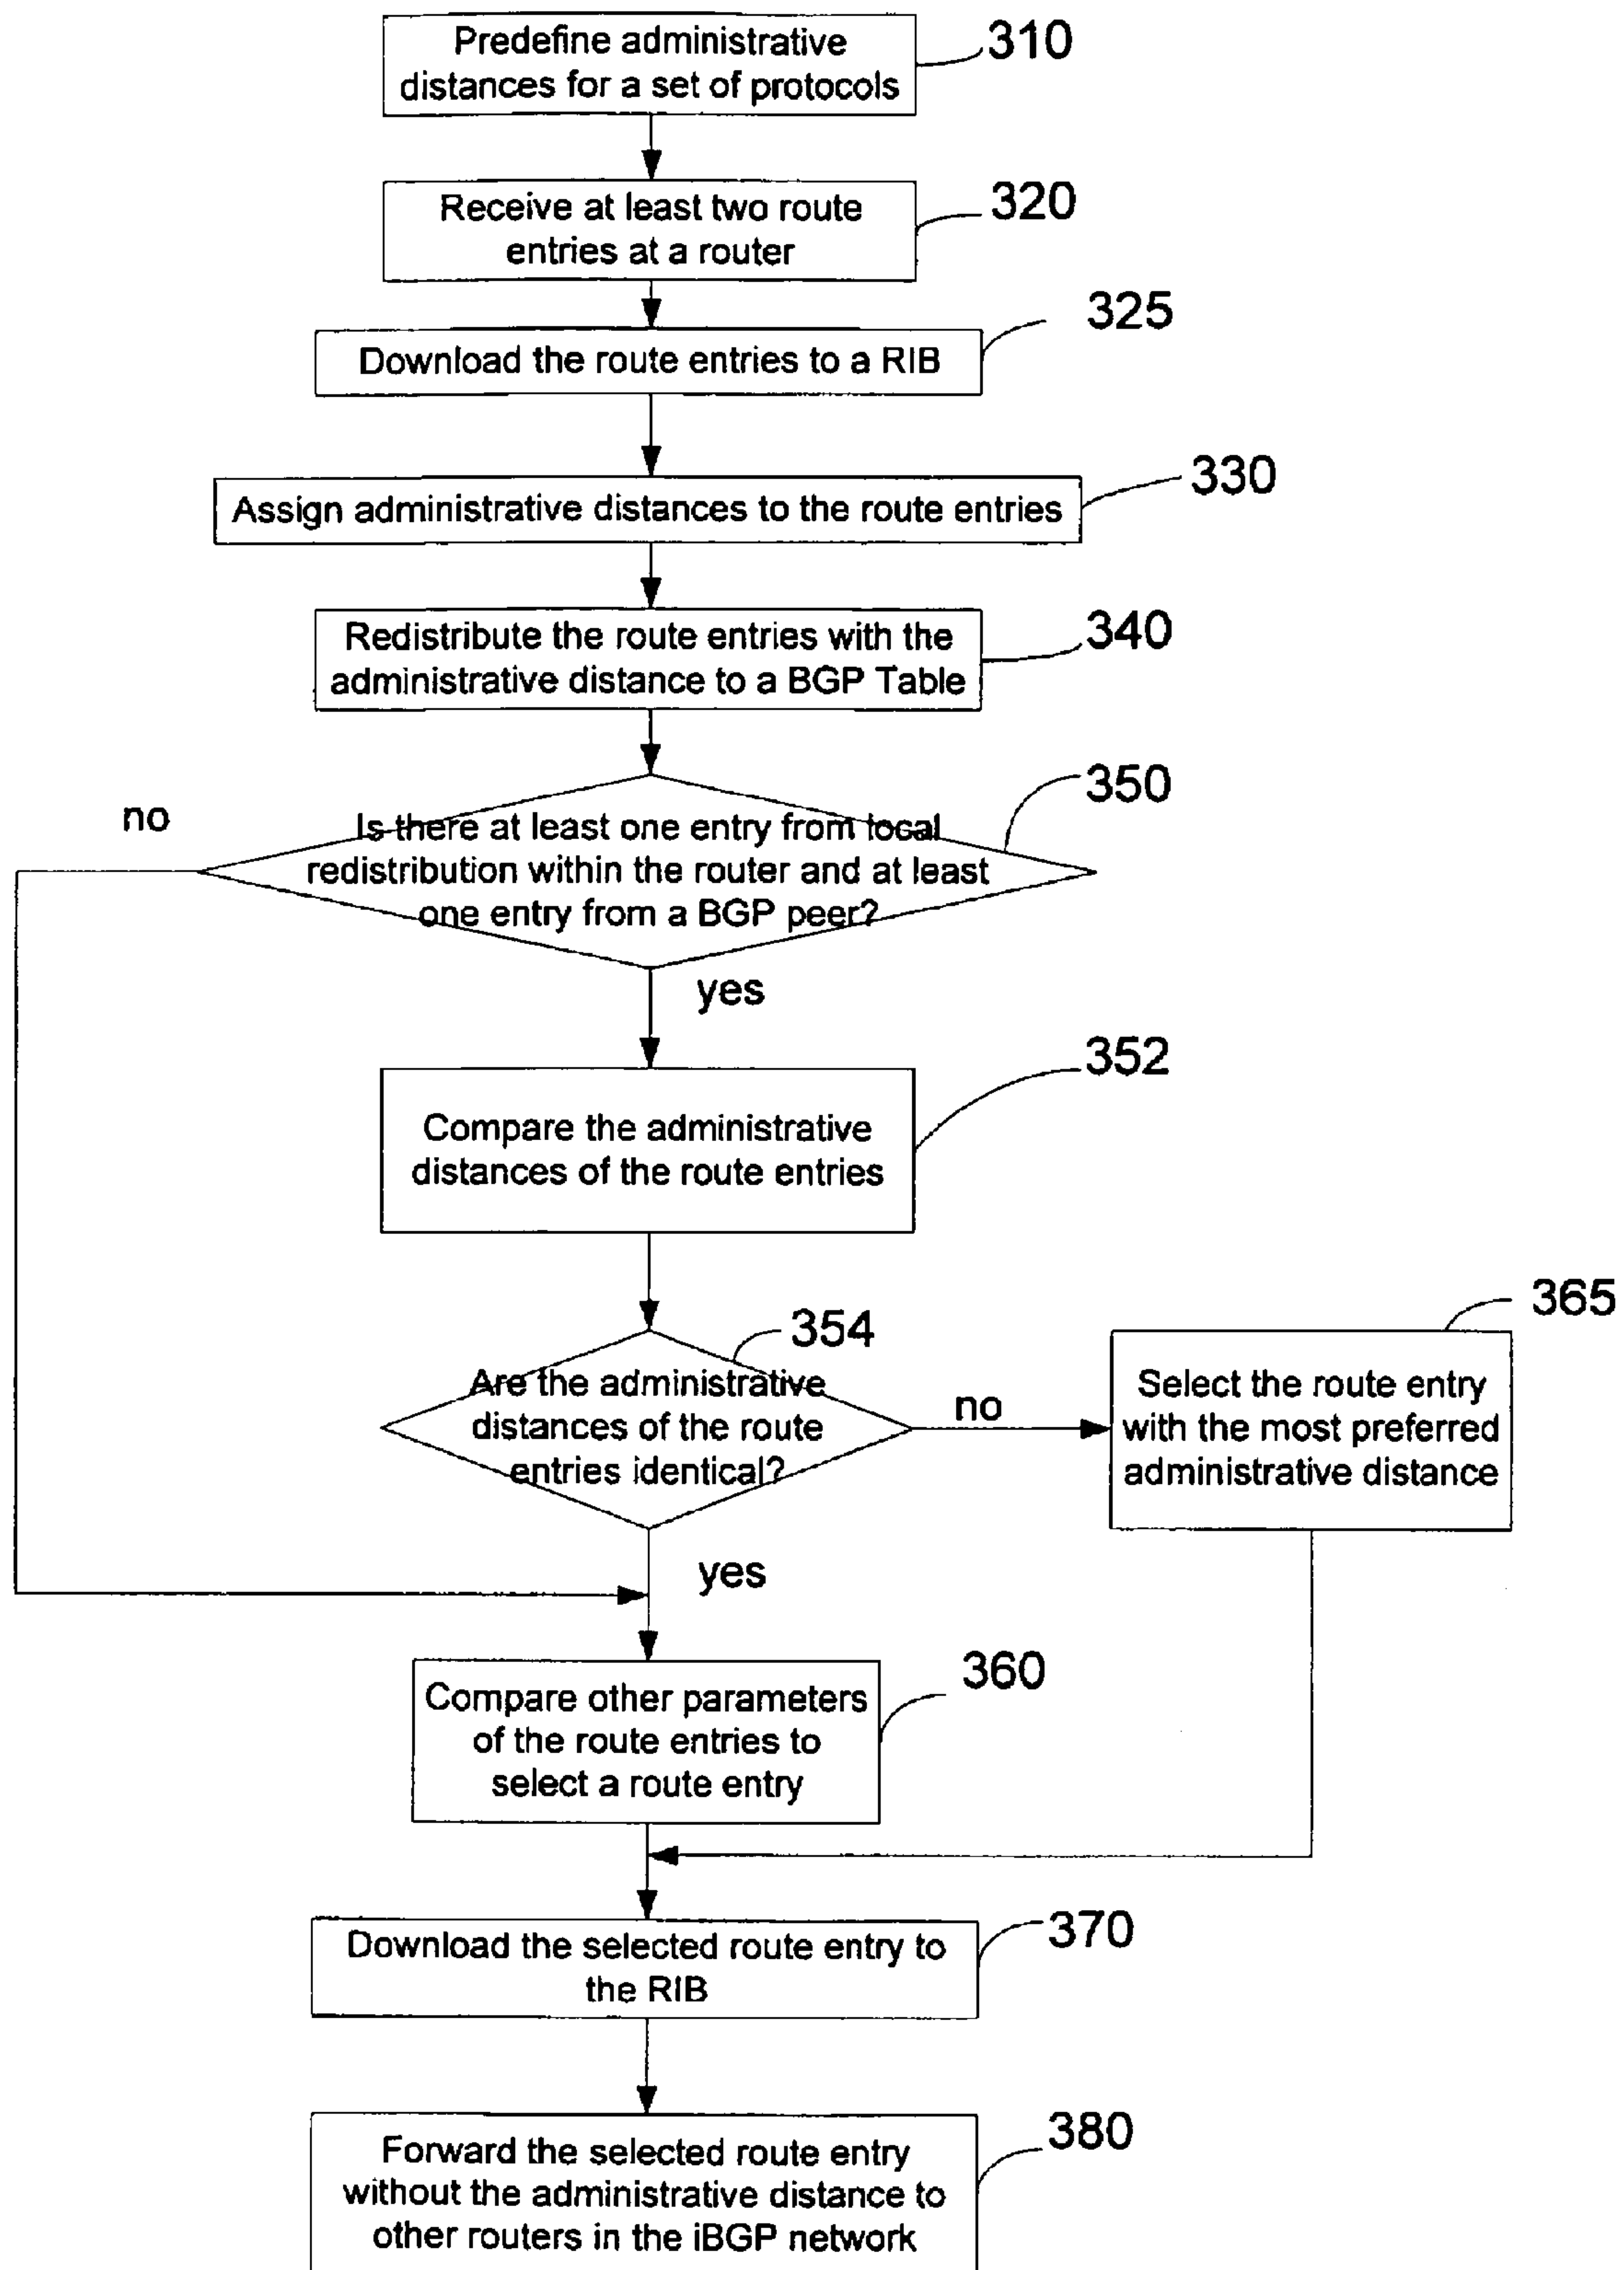 Predefine administrative
distances for a set of protocols
310
Receive at least two route
entries at a router
320
325
Download the route entries to a RIB
330
Assign administrative distances to the route entries
Redistribute the route entries with the
administrative distance to a BGP Table
340
350
no
Is there at least one entry from local
redistribution within the router and at least
one entry from a BGP peer?
yes
352
Compare the administrative
distances of the route entries
365
354
Are the administrative
distances of the route
entries identical?
no
Select the route entry
with the most preferred
administrative distance
yes
360
Compare other parameters
of the route entries to
select a route entry
370
Download the selected route entry to
the RIB
380
Forward the selected route entry
without the administrative distance to
other routers in the iBGP network